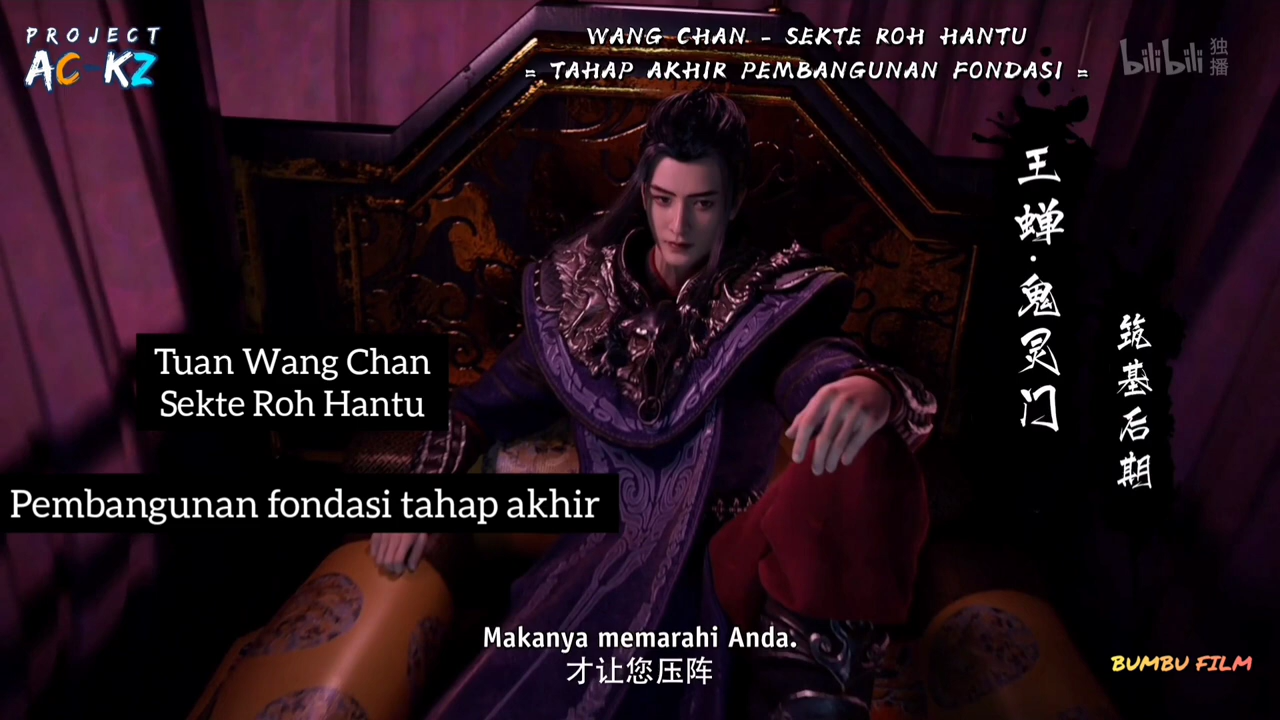 PROJECT
AC-KZ
WANG CHAN - SEKTE ROH HANTU
= TAHAP AKHIR PEMBANGUNAN FONDASI =
bilibili 独播
王蝉·鬼灵门
筑基后期
Tuan Wang Chan
Sekte Roh Hantu
Pembangunan fondasi tahap akhir
Makanya memarahi Anda.
才让您压阵
BUMBU FILM